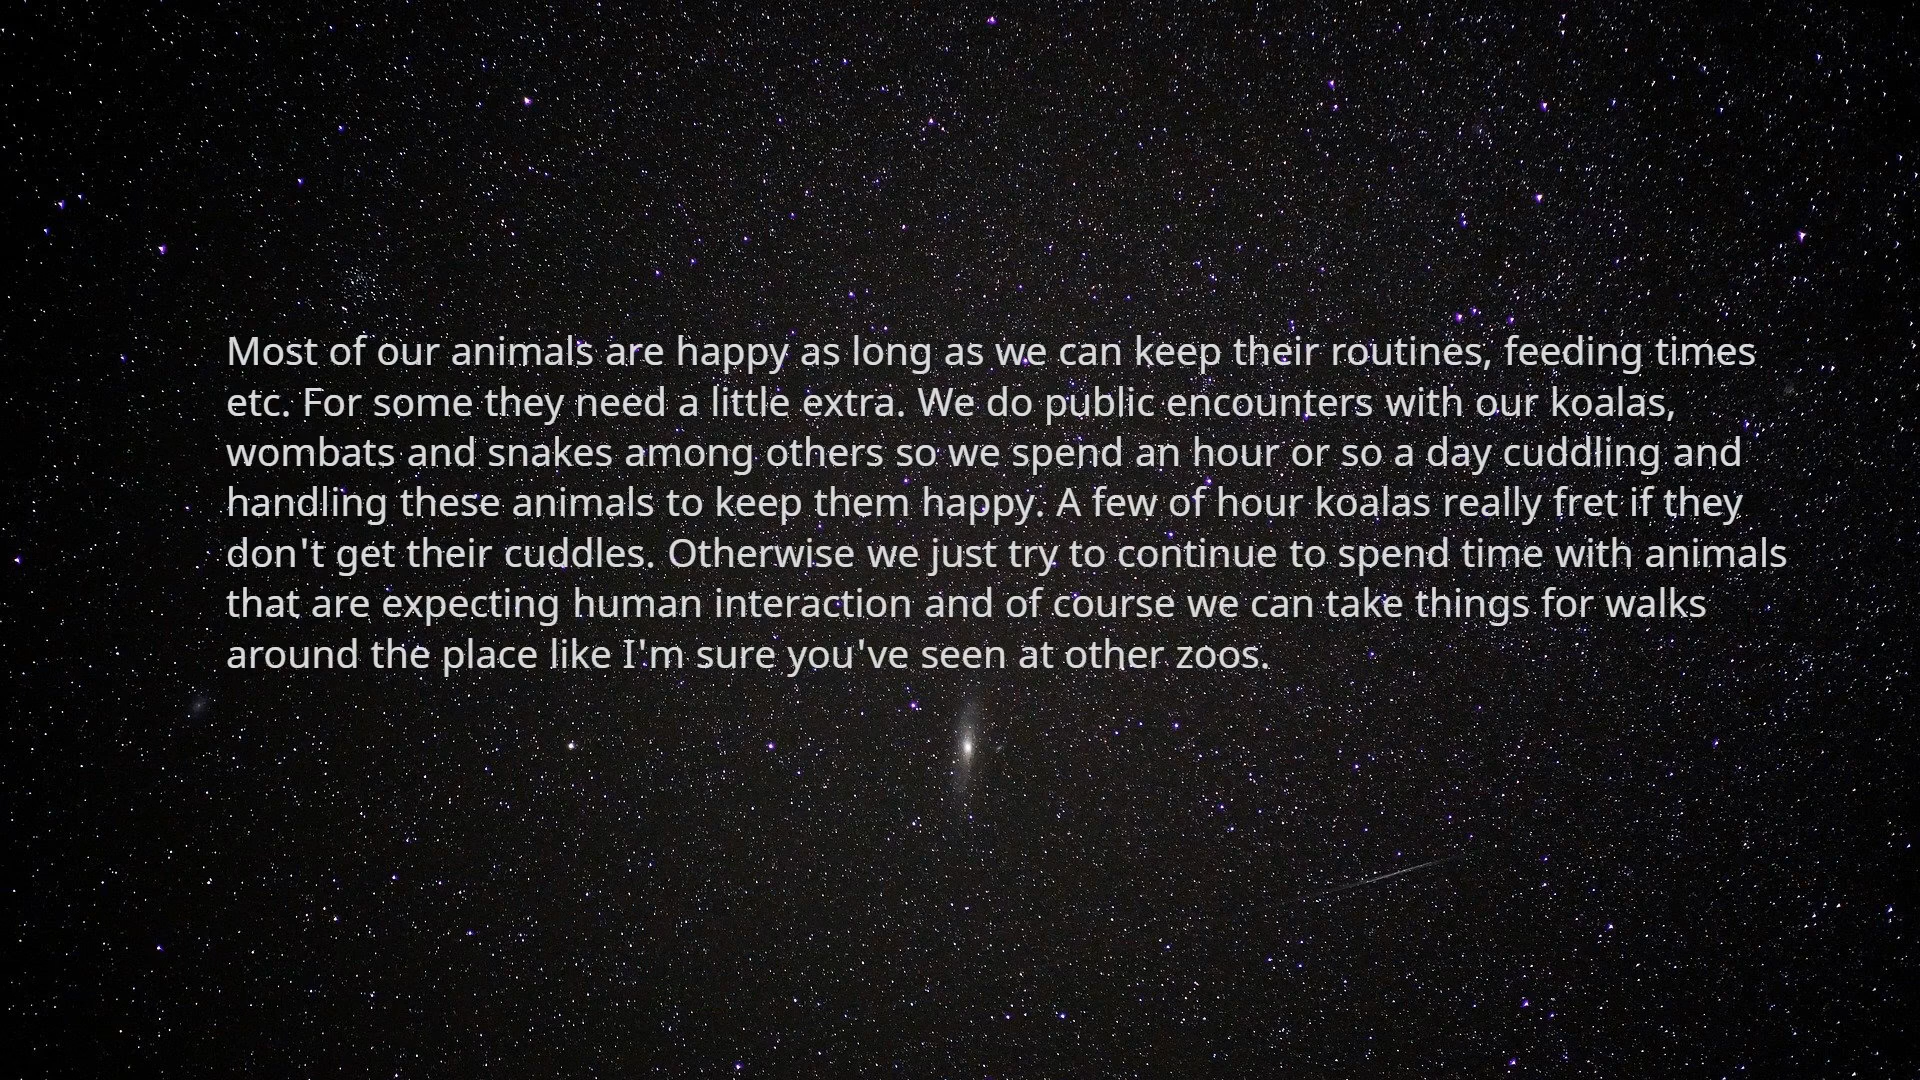 Most of our animals are happy as long as we can keep their routines, feeding times
etc. For some they need a little extra. We do public encounters with our koalas,
wombats and snakes among others so we spend an hour or so a day cuddling and
handling these animals to keep them happy. A few of hour koalas really fret if they
don't get their cuddles. Otherwise we just try to continue to spend time with animals
that are expecting human interaction and of course we can take things for walks
around the place like I'm sure you've seen at other zoos.